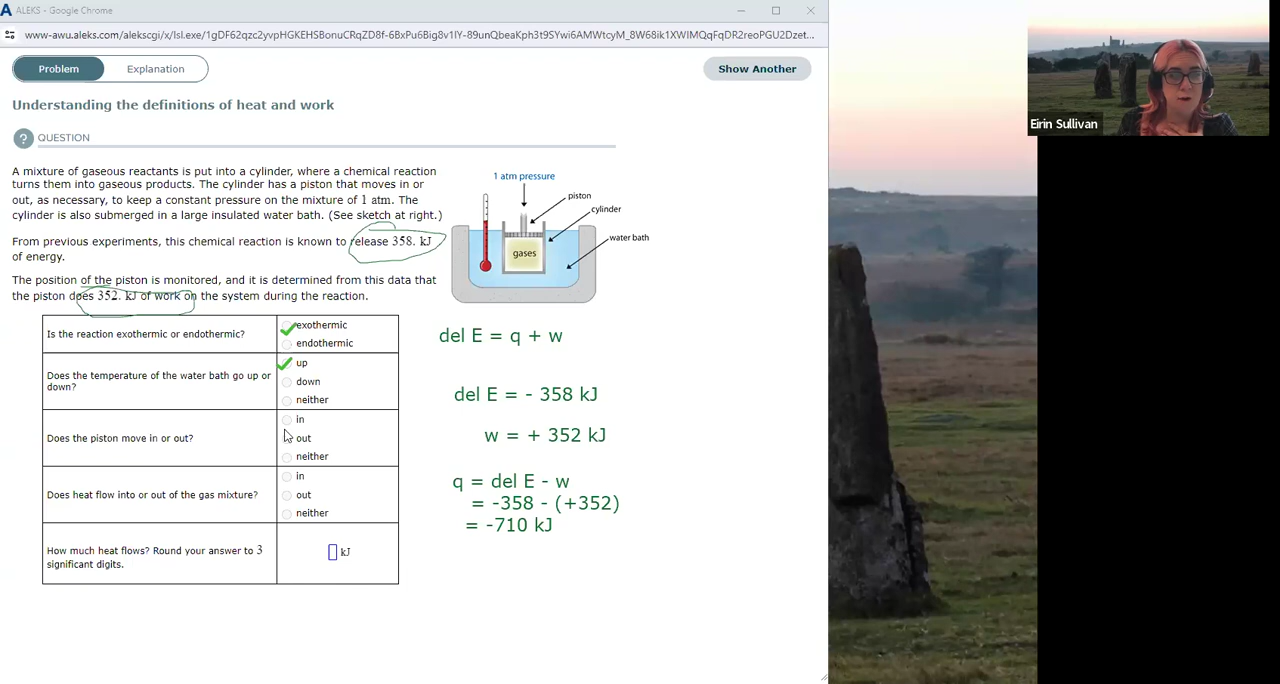 ALEKS - Google Chrome
www-awu.aleks.com/alekscgi/x/Isl.exe/1gDF62qzc2yvpHGKEHSBonuCRqZD8f-6BxPu6Big8v1IY-89unQbeaKph3t9SYwi6AMWtcyM_8W68ik1XWIMQqFqDR2reoPGU2Dzet...
Problem
Explanation
Show Another
Understanding the definitions of heat and work
? QUESTION
A mixture of gaseous reactants is put into a cylinder, where a chemical reaction
turns them into gaseous products. The cylinder has a piston that moves in or
out, as necessary, to keep a constant pressure on the mixture of 1 atm. The
cylinder is also submerged in a large insulated water bath. (See sketch at right.)
From previous experiments, this chemical reaction is known to release 358. kJ
of energy.
The position of the piston is monitored, and it is determined from this data that
the piston does 352. kJ of work on the system during the reaction.
1 atm pressure
piston
cylinder
water bath
gases
Is the reaction exothermic or endothermic?
exothermic
endothermic
Does the temperature of the water bath go up or
down?
up
down
neither
Does the piston move in or out?
in
out
neither
Does heat flow into or out of the gas mixture?
in
out
neither
How much heat flows? Round your answer to 3
significant digits.
kJ
del E = q + w
del E = - 358 kJ
w = + 352 kJ
q = del E - w
= -358 - (+352)
= -710 kJ
Eirin Sullivan